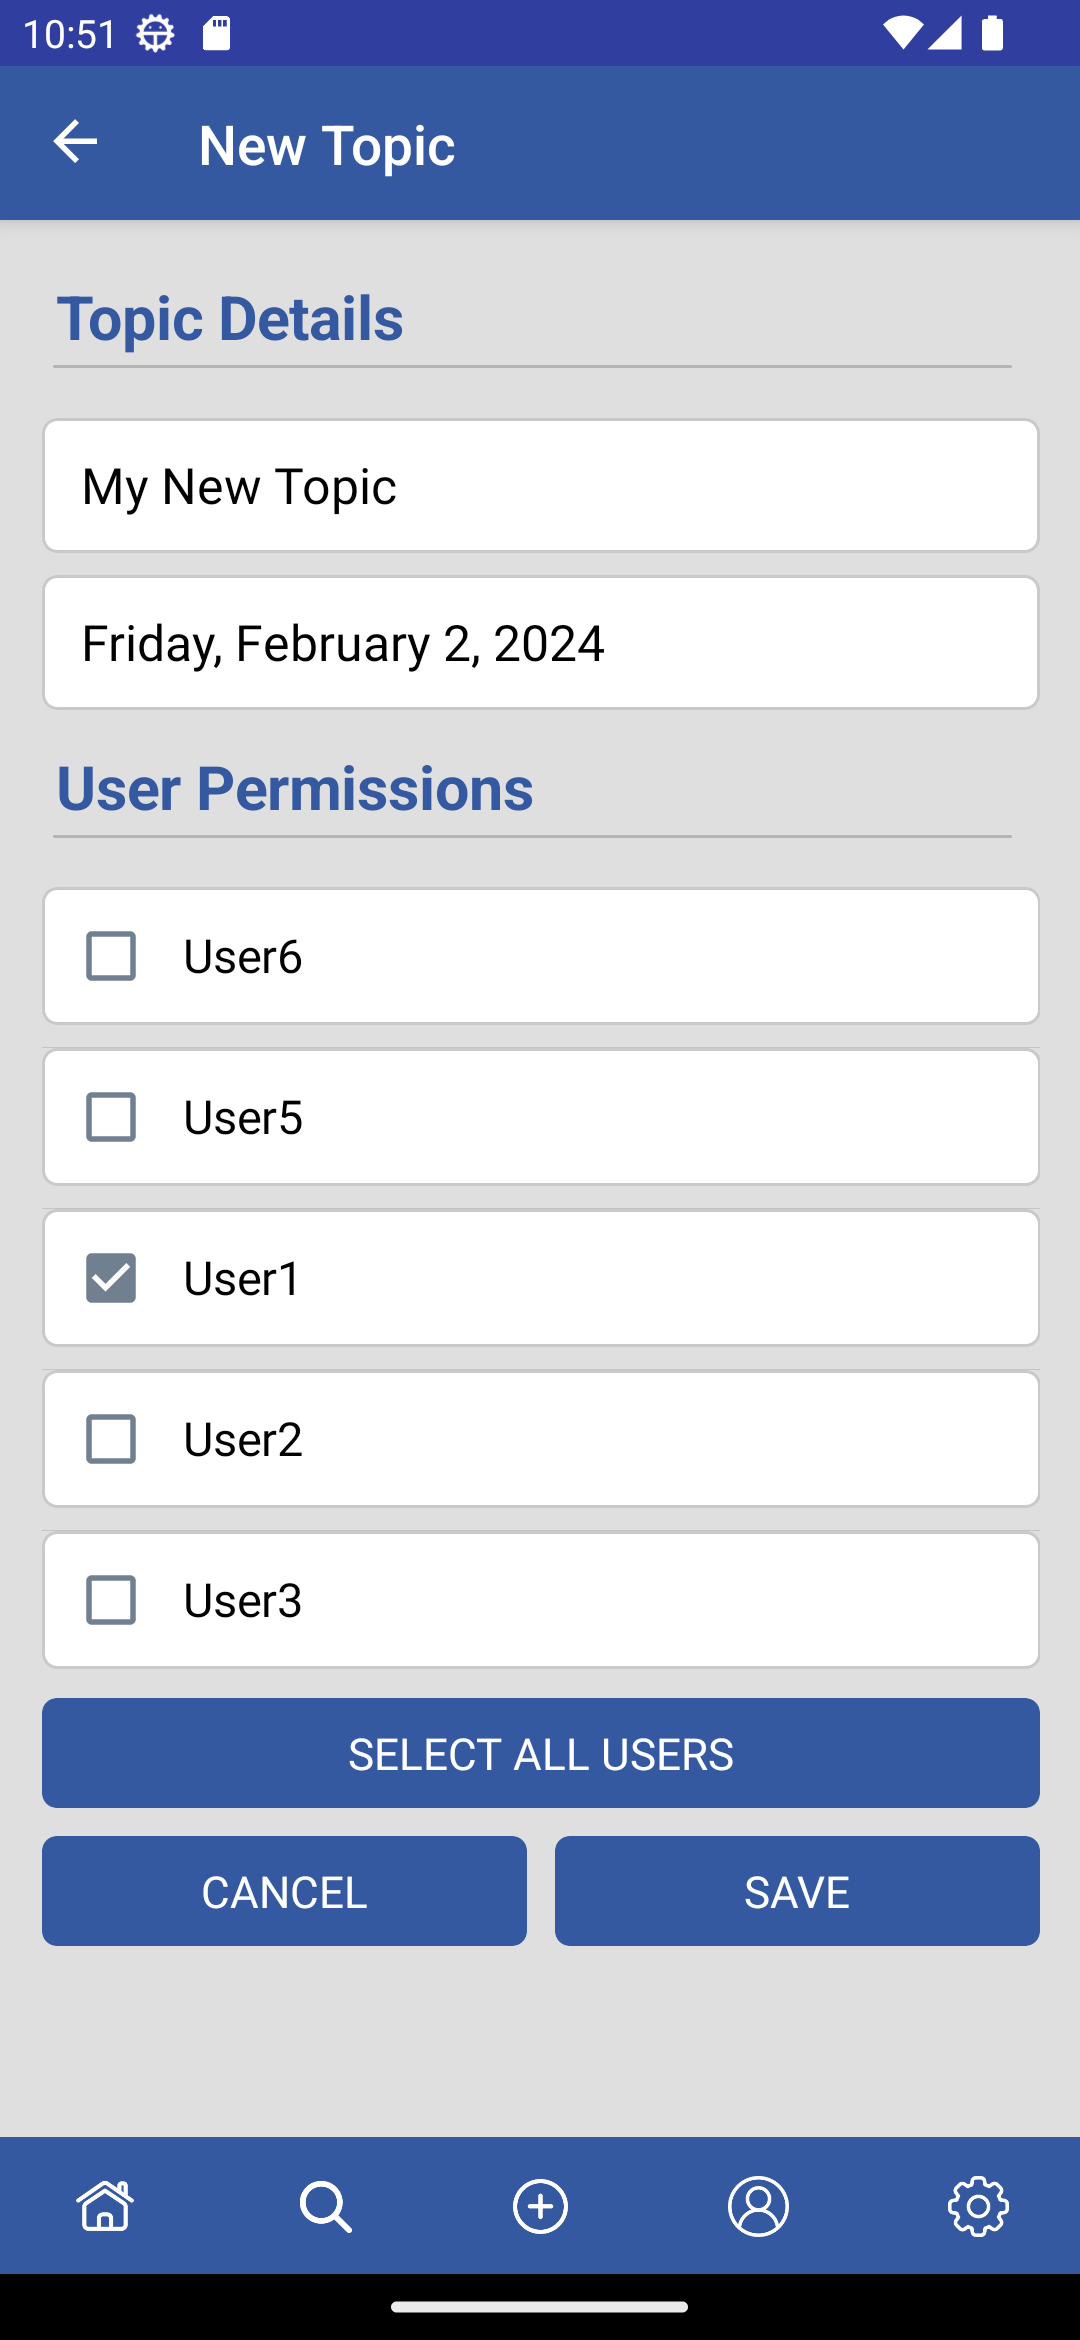 10:51
New Topic
Topic Details
My New Topic
Friday, February 2, 2024
User Permissions
User6
User5
User1
User2
User3
SELECT ALL USERS
CANCEL
SAVE